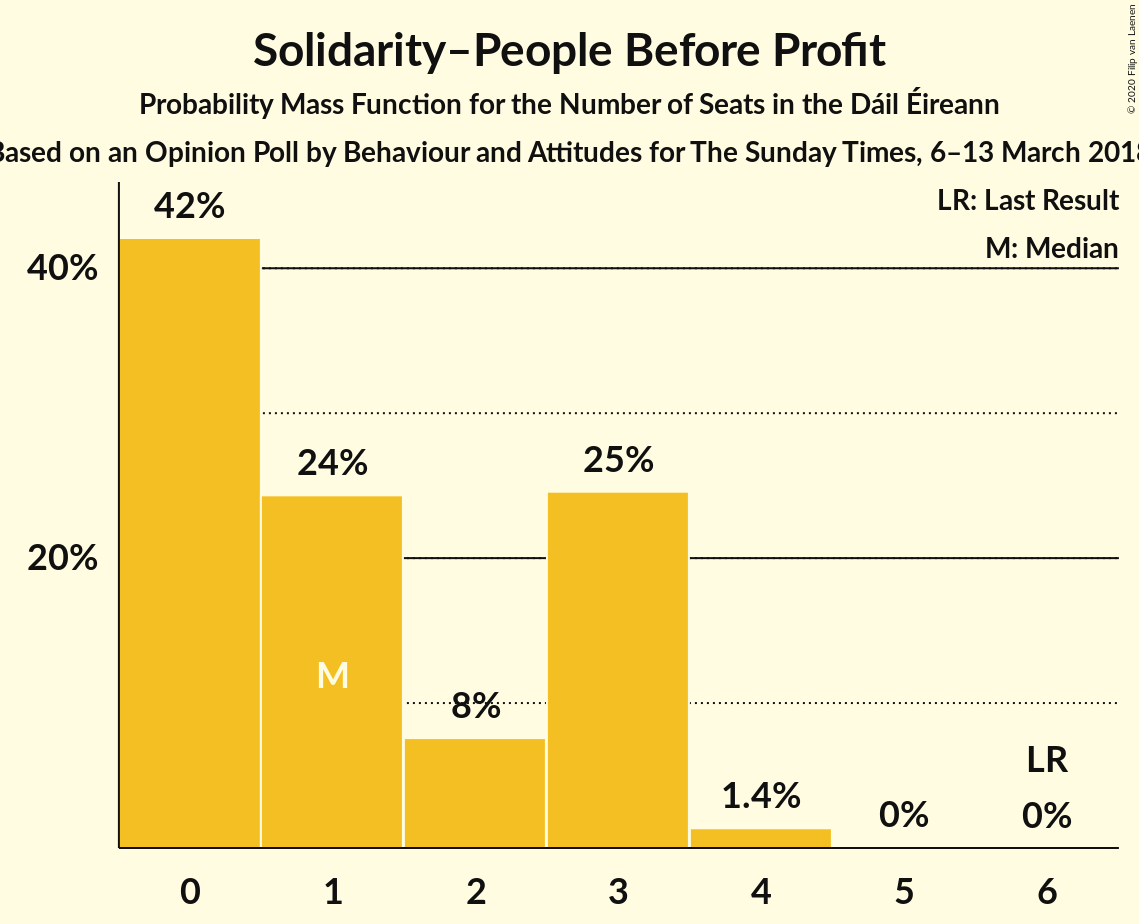 Solidarity–People Before Profit
Probability Mass Function for the Number of Seats in the Dáil Éireann
Based on an Opinion Poll by Behaviour and Attitudes for The Sunday Times, 6–13 March 2018
© 2020 Filip van Laenen
LR: Last Result
M: Median
42%
40%
24%
25%
20%
M
8%
LR
1.4%
0%
0%
0 1 2 3 4 5 6